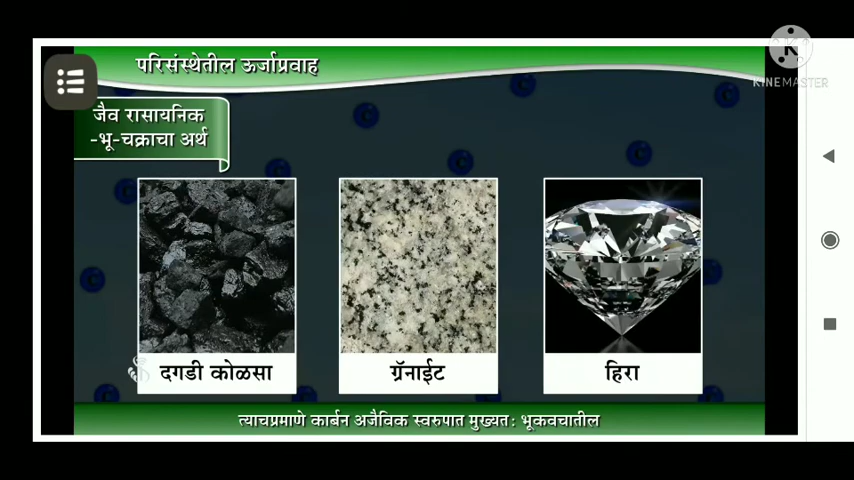 परिसंस्थेतील ऊर्जाप्रवाह
K
KINEMASTER
जैव रासायनिक
-भू-चक्राचा अर्थ
दगडी कोळसा
ग्रॅनाईट
हिरा
त्याचप्रमाणे कार्बन अजैविक स्वरुपात मुख्यत: भूकवचातील